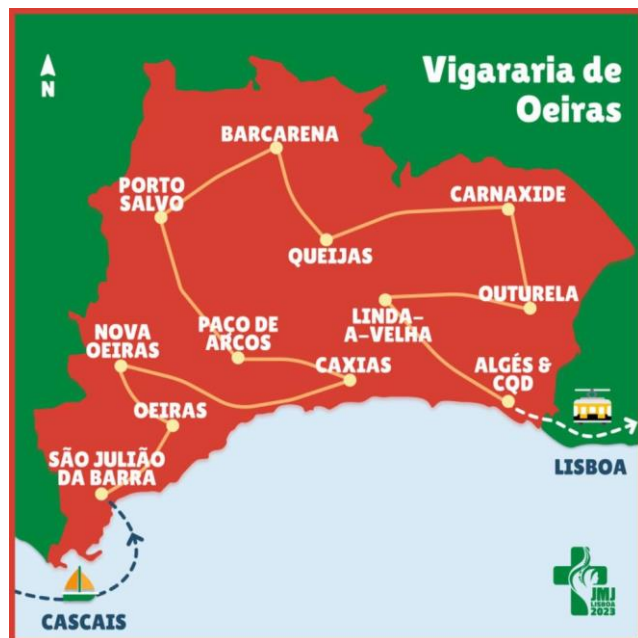 Vigararia de
Oeiras
N
BARCARENA
PORTO
SALVO
CARNAXIDE
QUEIJAS
OUTURELA
LINDA-
A-VELHA
NOVA
OEIRAS
PAÇO DE
ARCOS
CAXIAS
ALGÉS &
CQD
OEIRAS
SÃO JULIÃO
DA BARRA
LISBOA
CASCAIS
JMJ
LISBOA
2023